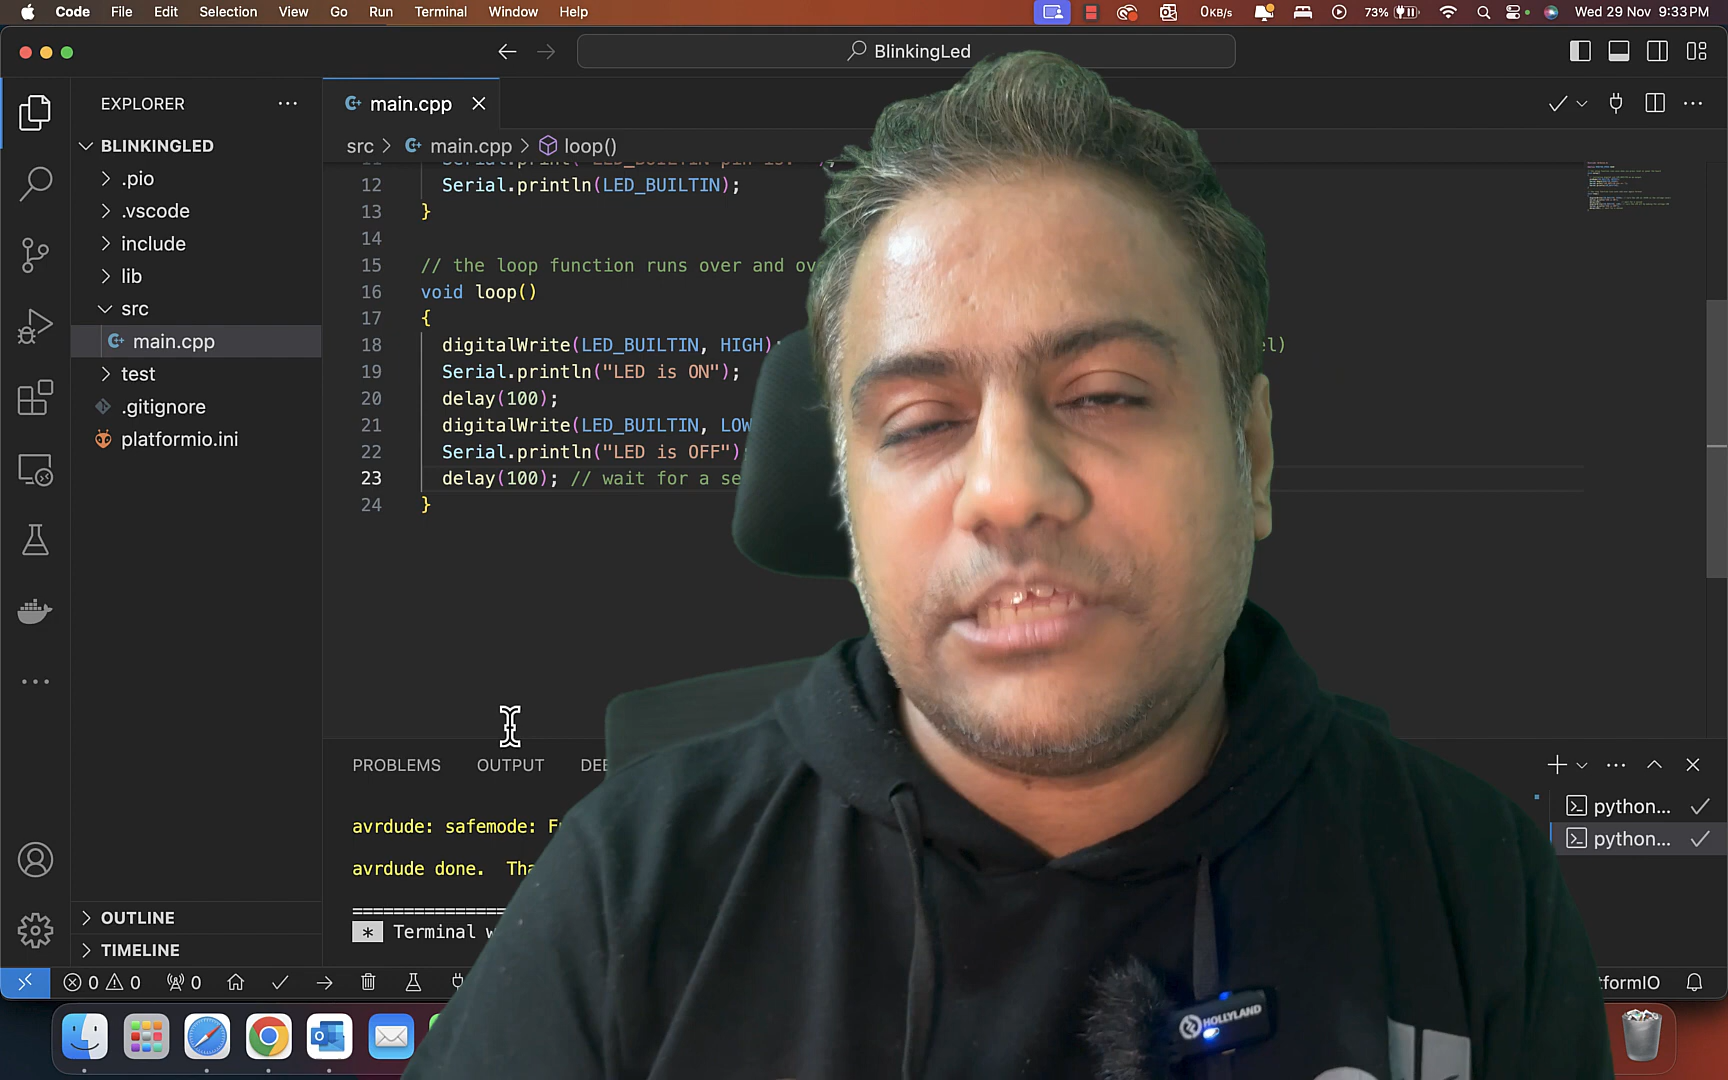 Code File Edit Selection View Go Run Terminal Window Help 0KB/s 73% Wed 29 Nov 9:33 PM
BlinkingLed
EXPLORER
main.cpp
BLINKINGLED
src > main.cpp > loop()
.pio
.vscode
include
lib
src
main.cpp
test
.gitignore
platformio.ini
12 Serial.println(LED_BUILTIN);
13 }
14
15 // the loop function runs over and
16 void loop()
17 {
18 digitalWrite(LED_BUILTIN, HIGH);
19 Serial.println("LED is ON");
20 delay(100);
21 digitalWrite(LED_BUILTIN, LOW
22 Serial.println("LED is OFF")
23 delay(100); // wait for a
24 }
PROBLEMS OUTPUT
avrdude: safemode:
avrdude done.
* Terminal
python...
python...
OUTLINE
TIMELINE
0 0 0
HOLLYLAND